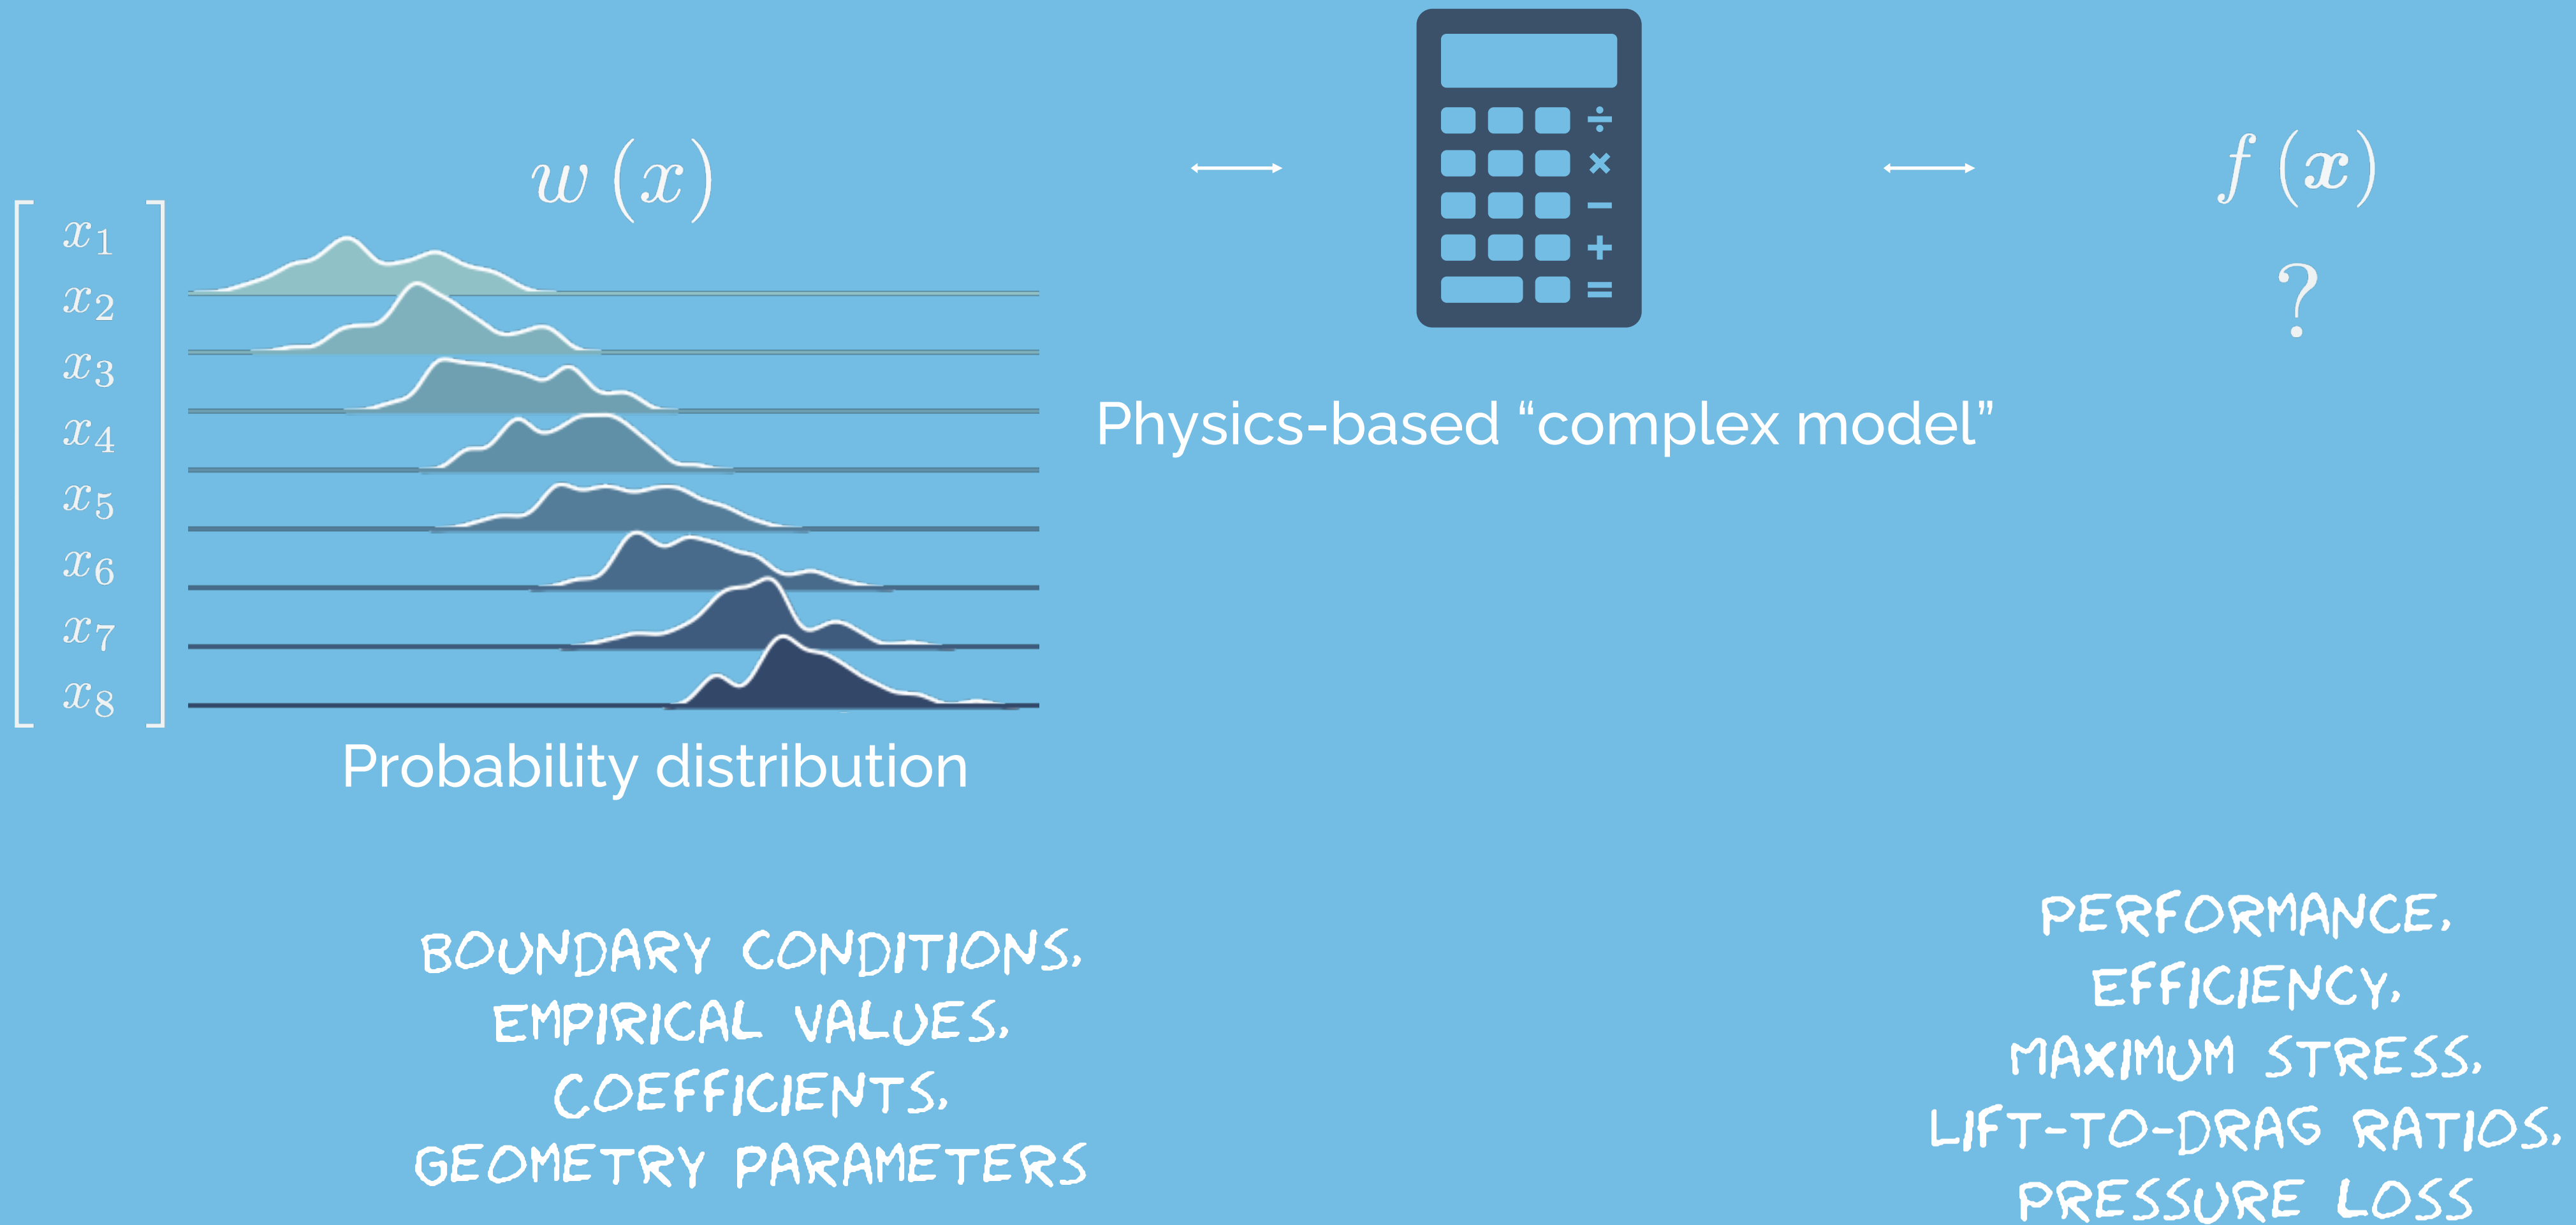 w (x)
f (x)
?
x1
x2
x3
x4
x5
x6
x7
x8
÷
×
−
+
=
Physics-based “complex model”
Probability distribution
BOUNDARY CONDITIONS,
EMPIRICAL VALUES,
COEFFICIENTS,
GEOMETRY PARAMETERS
PERFORMANCE,
EFFICIENCY,
MAXIMUM STRESS,
LIFT-TO-DRAG RATIOS,
PRESSURE LOSS